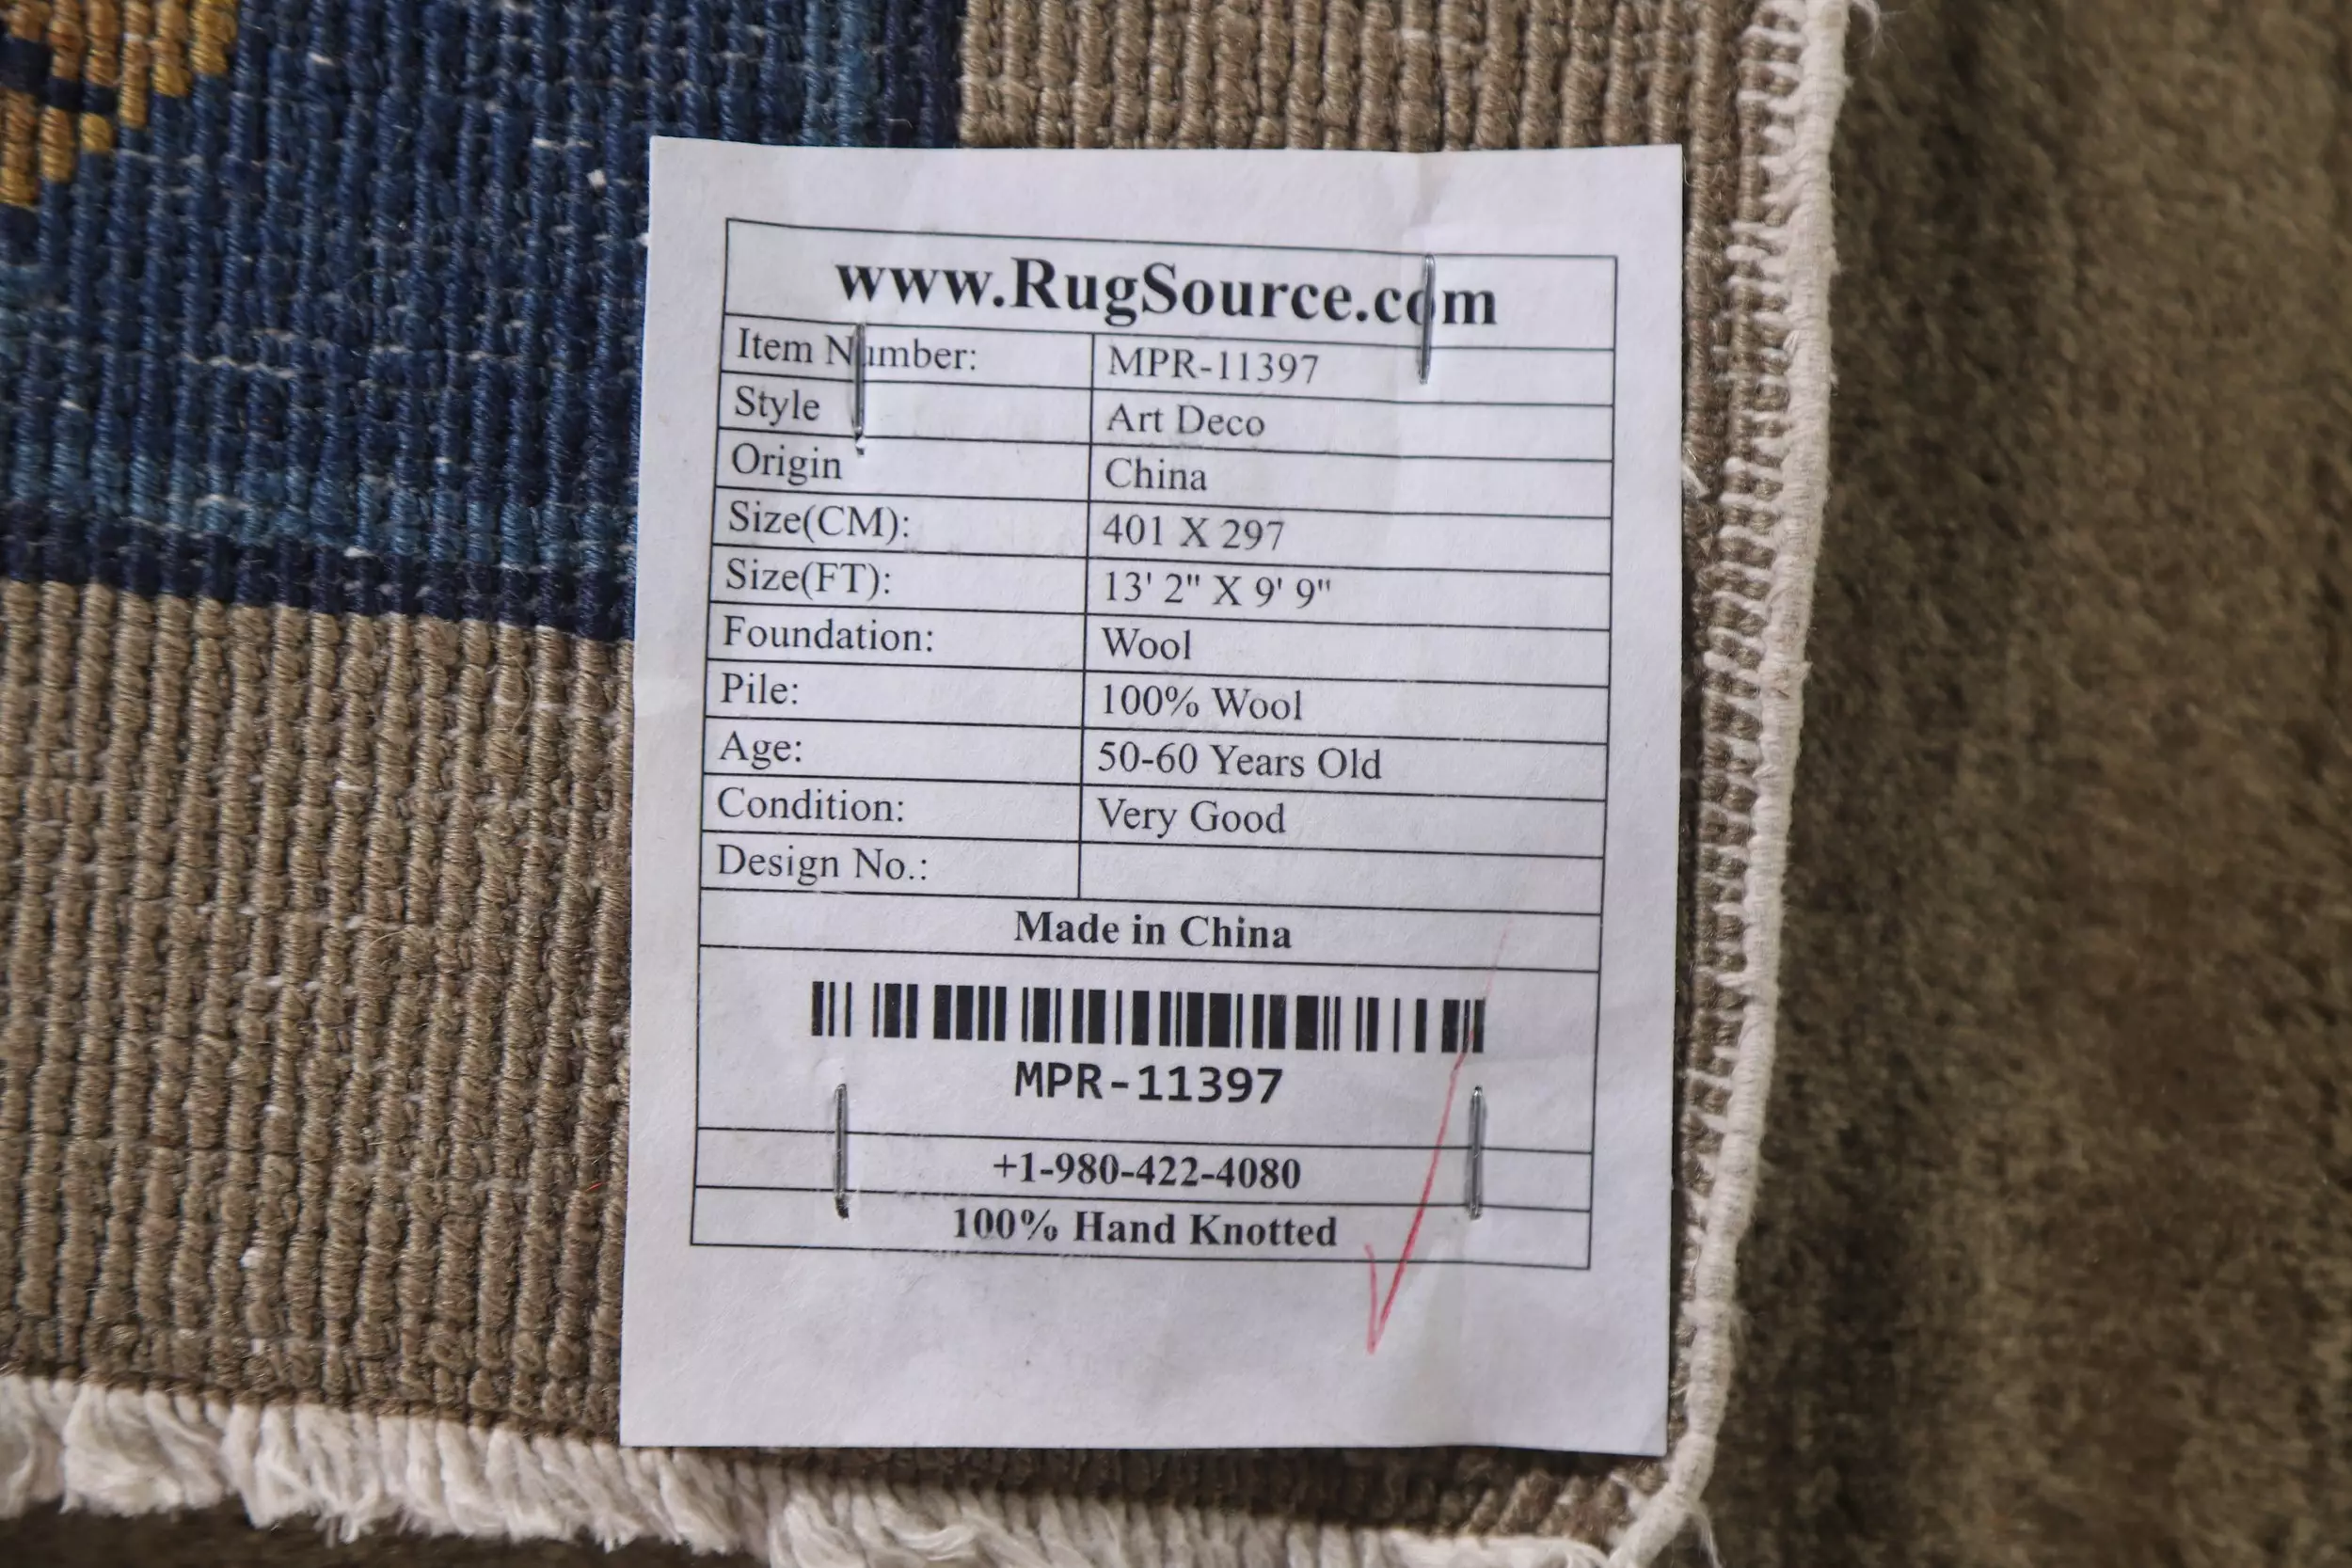 www.RugSource.com
Item Number: MPR-11397
Style Art Deco
Origin China
Size(CM): 401 X 297
Size(FT): 13' 2" X 9' 9"
Foundation: Wool
Pile: 100% Wool
Age: 50-60 Years Old
Condition: Very Good
Design No.:
Made in China
MPR-11397
+1-980-422-4080
100% Hand Knotted